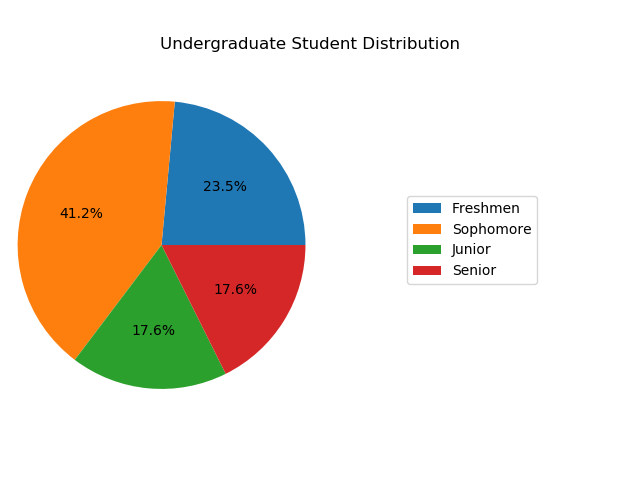 Undergraduate Student Distribution
23.5%
41.2%
17.6%
17.6%
Freshmen
Sophomore
Junior
Senior